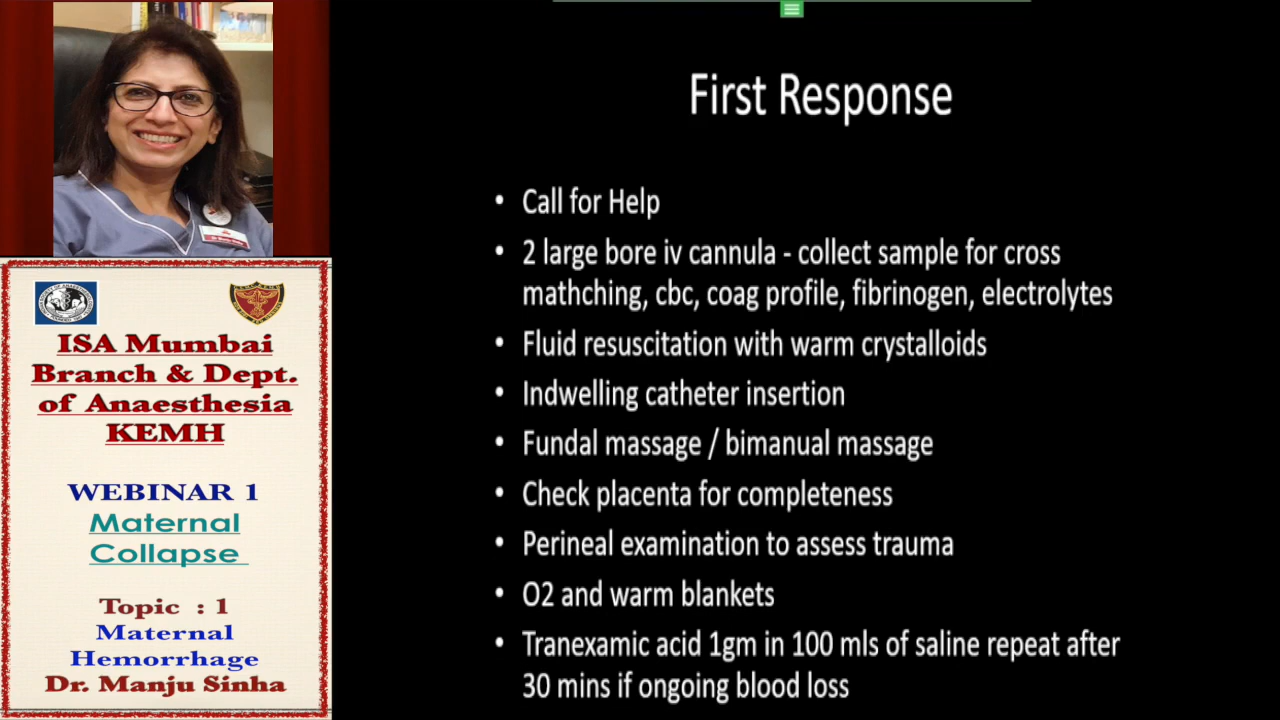 First Response
• Call for Help
• 2 large bore iv cannula - collect sample for cross
mathching, cbc, coag profile, fibrinogen, electrolytes
• Fluid resuscitation with warm crystalloids
• Indwelling catheter insertion
• Fundal massage / bimanual massage
• Check placenta for completeness
• Perineal examination to assess trauma
• O2 and warm blankets
• Tranexamic acid 1gm in 100 mls of saline repeat after
30 mins if ongoing blood loss
ISA Mumbai
Branch & Dept.
of Anaesthesia
KEMH
WEBINAR 1
Maternal
Collapse
Topic : 1
Maternal
Hemorrhage
Dr. Manju Sinha